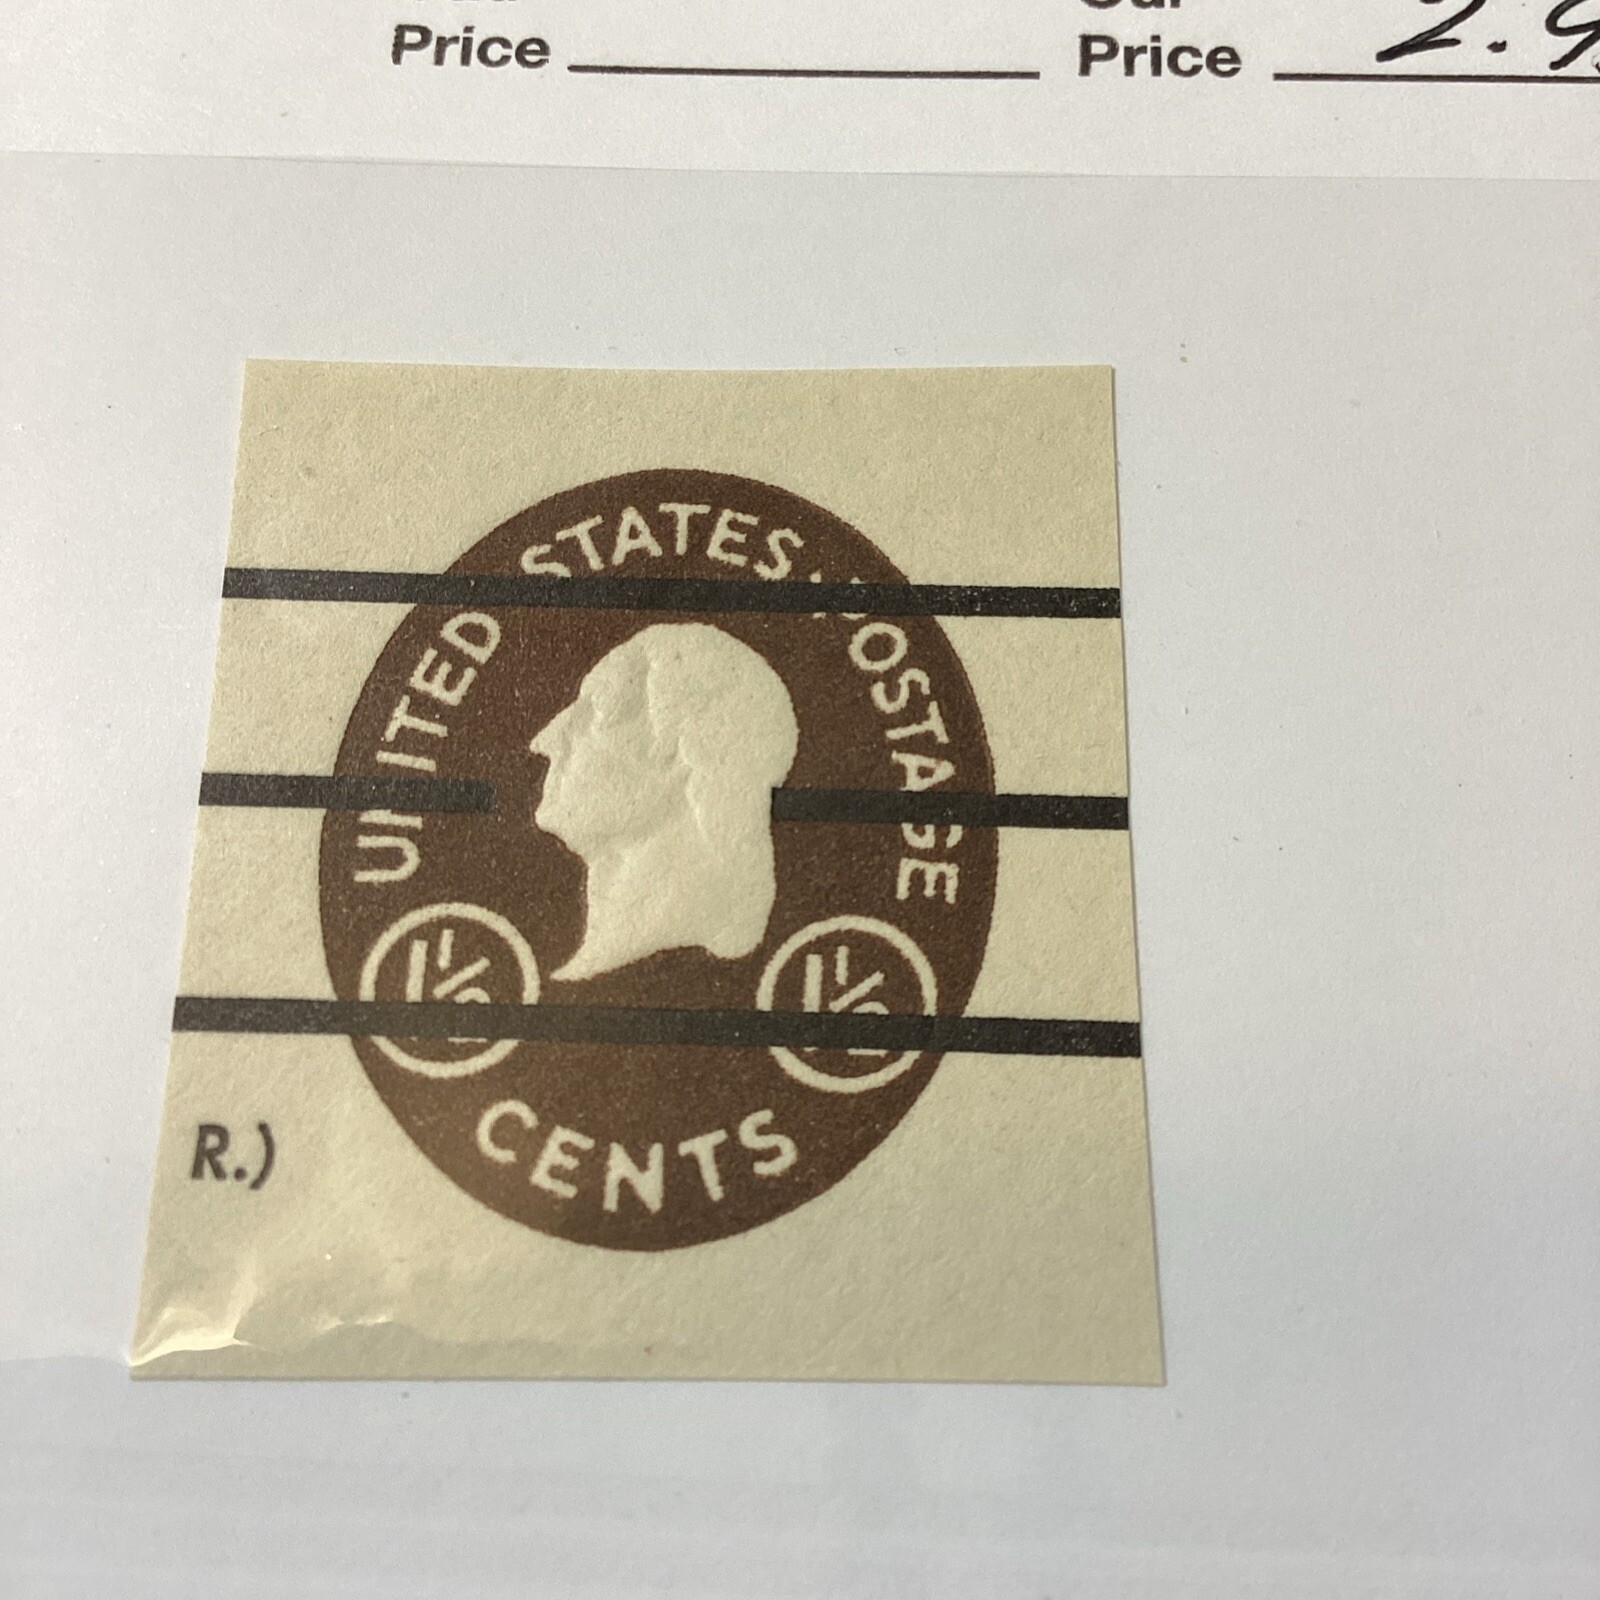 Price Price
UNITED STATES POSTAGE
1½ 1½
CENTS
R.)